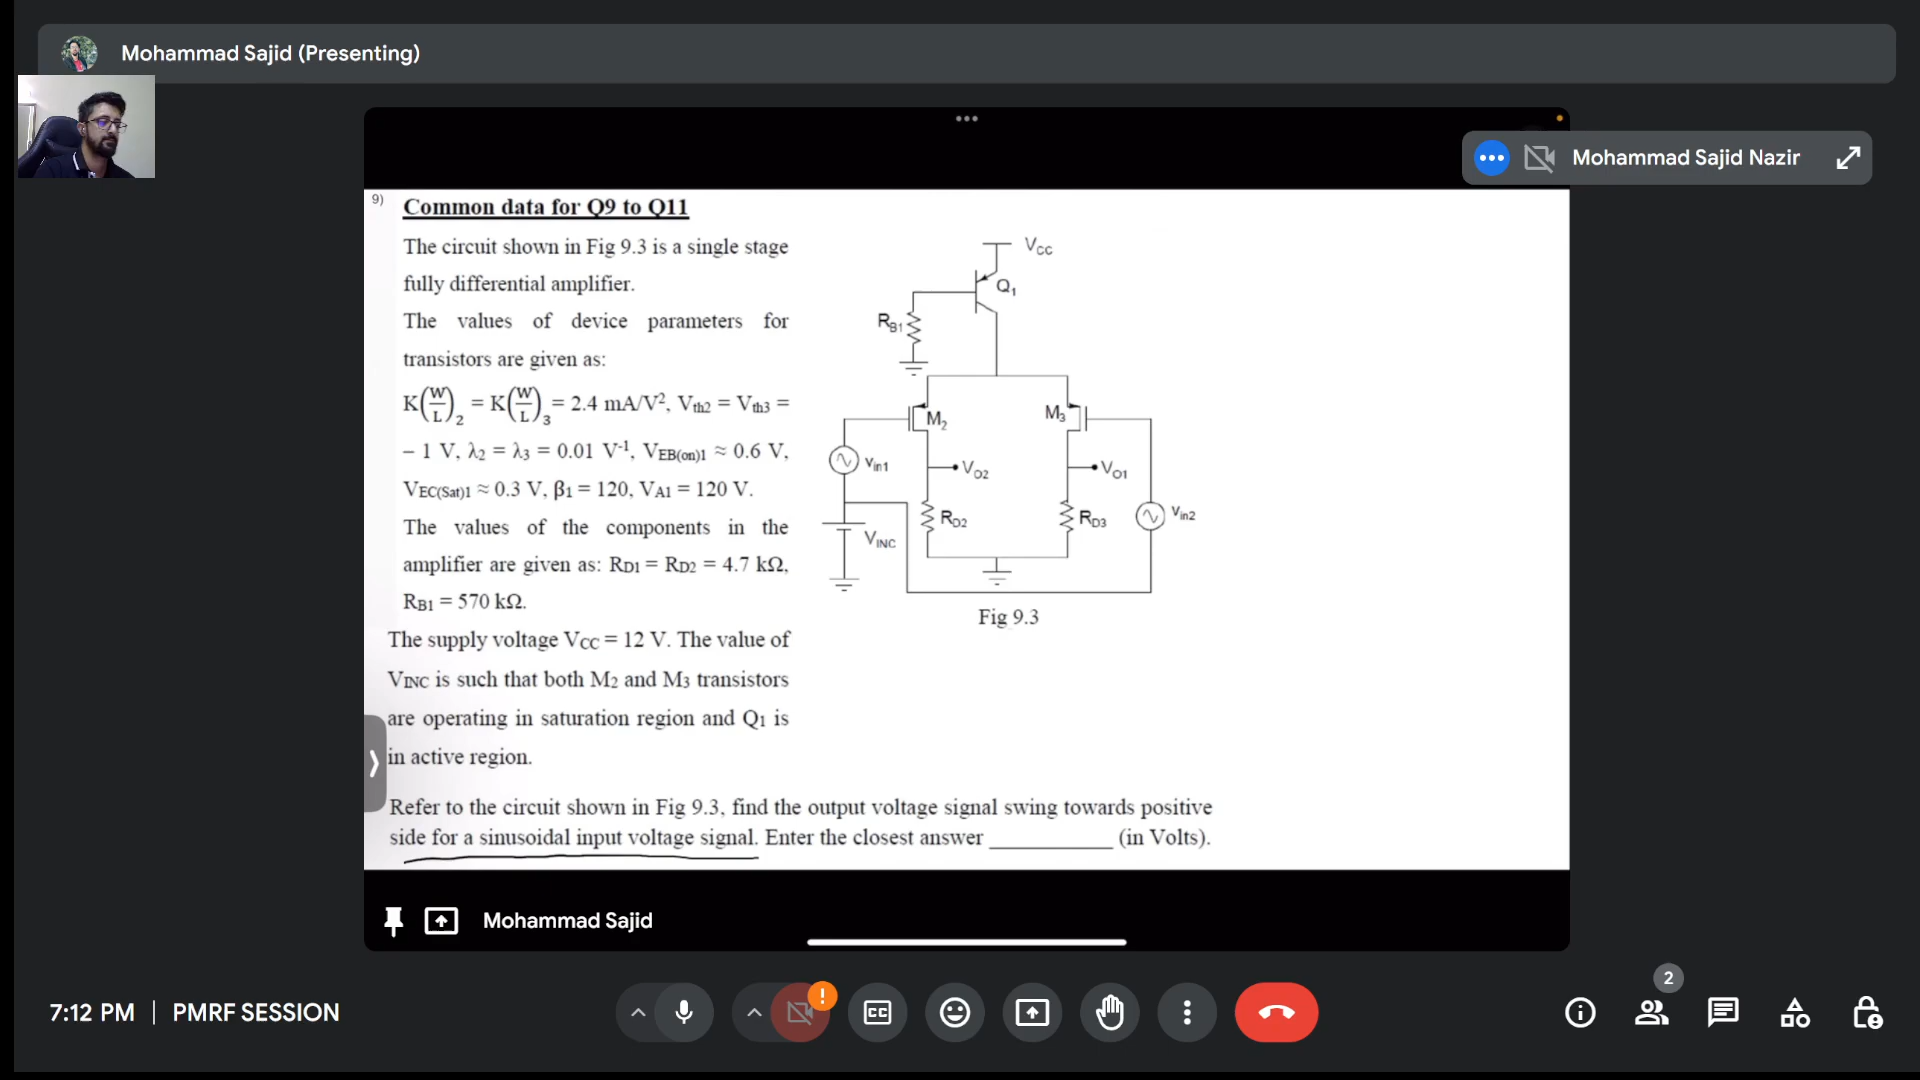 Mohammad Sajid (Presenting)
Mohammad Sajid Nazir
9)
Common data for Q9 to Q11
The circuit shown in Fig 9.3 is a single stage
fully differential amplifier.
The values of device parameters for
transistors are given as:
K(W/L)₂ = K(W/L)₃ = 2.4 mA/V², Vth2 = Vth3 =
– 1 V, λ2 = λ3 = 0.01 V⁻¹, VEB(on)1 ≈ 0.6 V,
VEC(Sat)1 ≈ 0.3 V, β1 = 120, VA1 = 120 V.
The values of the components in the
amplifier are given as: RD1 = RD2 = 4.7 kΩ,
RB1 = 570 kΩ.
The supply voltage VCC = 12 V. The value of
VINC is such that both M2 and M3 transistors
are operating in saturation region and Q1 is
in active region.
VCC
Q1
RB1
M2
M3
Vin1
VO2
VO1
RD2
RD3
Vin2
VINC
Fig 9.3
Refer to the circuit shown in Fig 9.3, find the output voltage signal swing towards positive
side for a sinusoidal input voltage signal. Enter the closest answer ____________ (in Volts).
Mohammad Sajid
2
7:12 PM | PMRF SESSION
!
CC